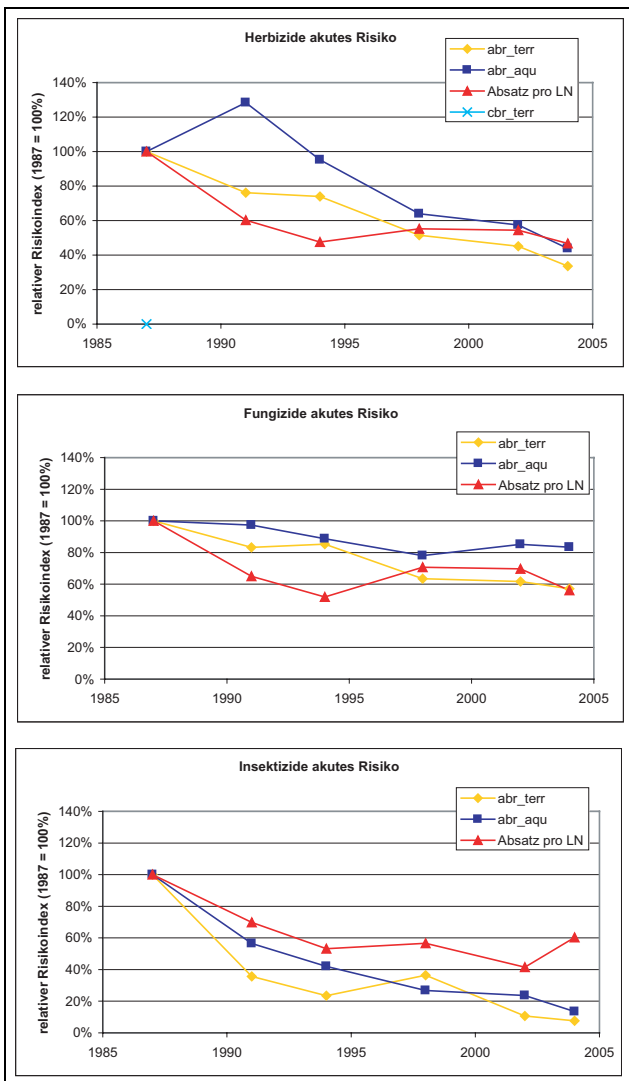 Herbizide akutes Risiko
abr_terr
abr_aqu
Absatz pro LN
cbr_terr
relativer Risikoindex (1987 = 100%)
140%
120%
100%
80%
60%
40%
20%
0%
1985 1990 1995 2000 2005
Fungizide akutes Risiko
abr_terr
abr_aqu
Absatz pro LN
relativer Risikoindex (1987 = 100%)
140%
120%
100%
80%
60%
40%
20%
0%
1985 1990 1995 2000 2005
Insektizide akutes Risiko
abr_terr
abr_aqu
Absatz pro LN
relativer Risikoindex (1987 = 100%)
140%
120%
100%
80%
60%
40%
20%
0%
1985 1990 1995 2000 2005